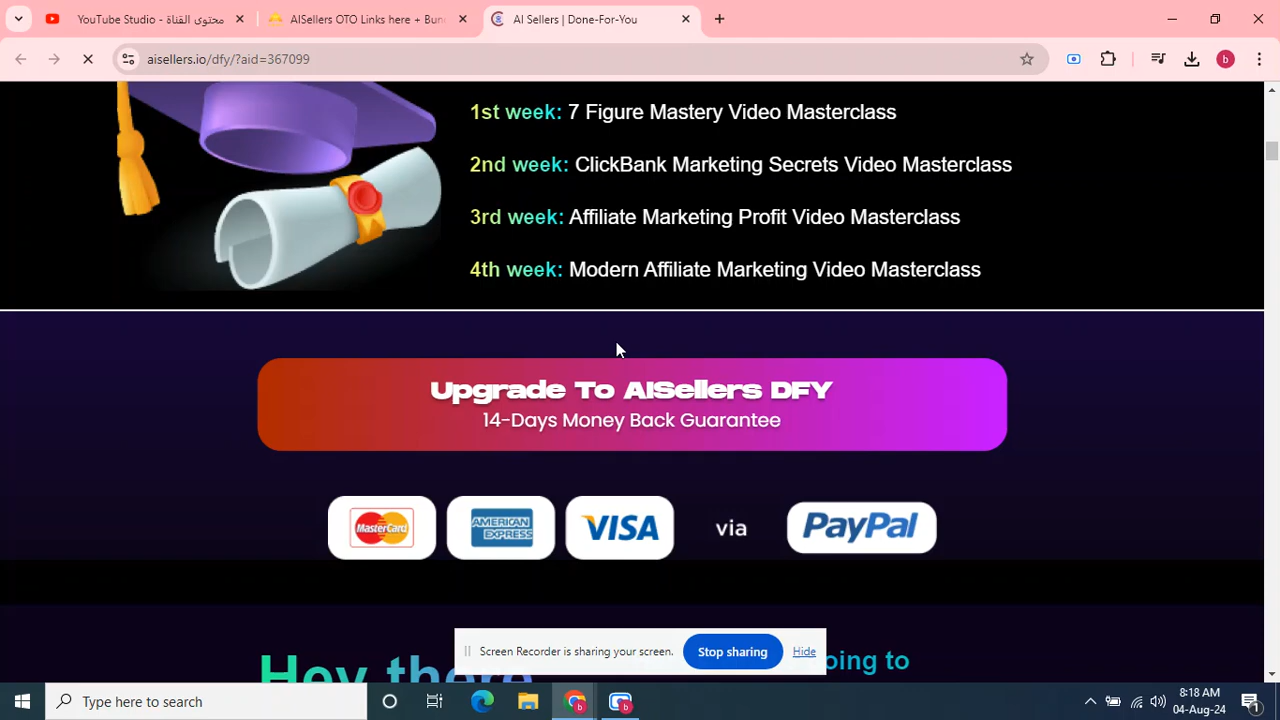 YouTube Studio - محتوى القناة
AISellers OTO Links here + Bun
AI Sellers | Done-For-You
aisellers.io/dfy/?aid=367099
b
1st week: 7 Figure Mastery Video Masterclass
2nd week: ClickBank Marketing Secrets Video Masterclass
3rd week: Affiliate Marketing Profit Video Masterclass
4th week: Modern Affiliate Marketing Video Masterclass
Upgrade To AISellers DFY
14-Days Money Back Guarantee
MasterCard
AMERICAN EXPRESS
VISA
via
PayPal
Hey there
oing to
Screen Recorder is sharing your screen.
Stop sharing
Hide
Type here to search
b
b
8:18 AM
04-Aug-24
1